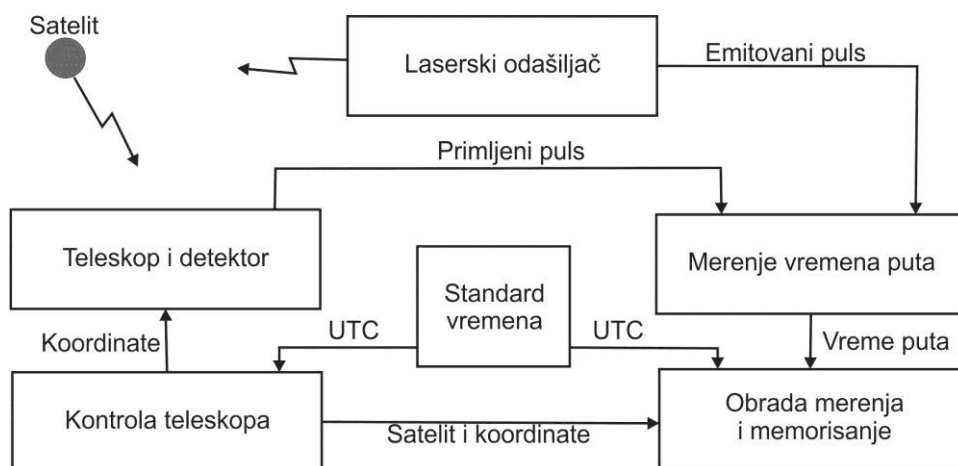 Satelit
Laserski odašiljač
Emitovani puls
Primljeni puls
Teleskop i detektor
Merenje vremena puta
Standard
vremena
Koordinate
UTC
UTC
Vreme puta
Kontrola teleskopa
Satelit i koordinate
Obrada merenja
i memorisanje